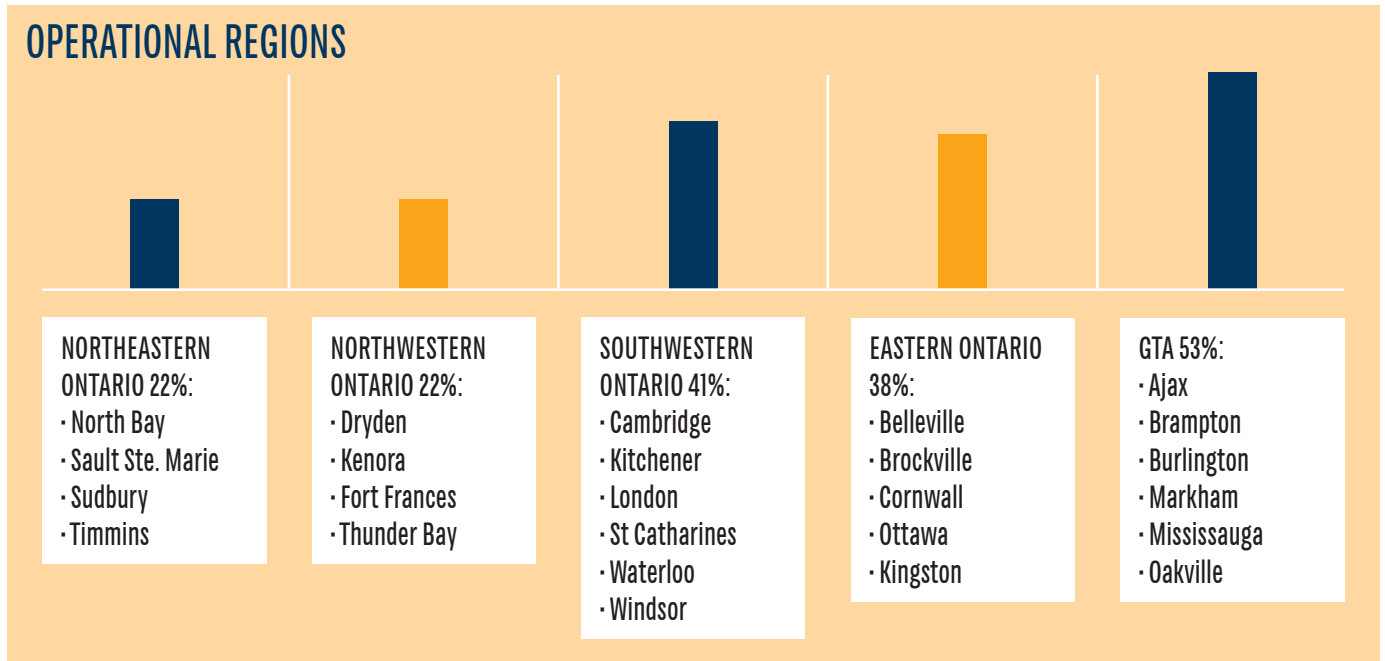 OPERATIONAL REGIONS
NORTHEASTERN
ONTARIO 22%:
· North Bay
· Sault Ste. Marie
· Sudbury
· Timmins
NORTHWESTERN
ONTARIO 22%:
· Dryden
· Kenora
· Fort Frances
· Thunder Bay
SOUTHWESTERN
ONTARIO 41%:
· Cambridge
· Kitchener
· London
· St Catharines
· Waterloo
· Windsor
EASTERN ONTARIO
38%:
· Belleville
· Brockville
· Cornwall
· Ottawa
· Kingston
GTA 53%:
· Ajax
· Brampton
· Burlington
· Markham
· Mississauga
· Oakville